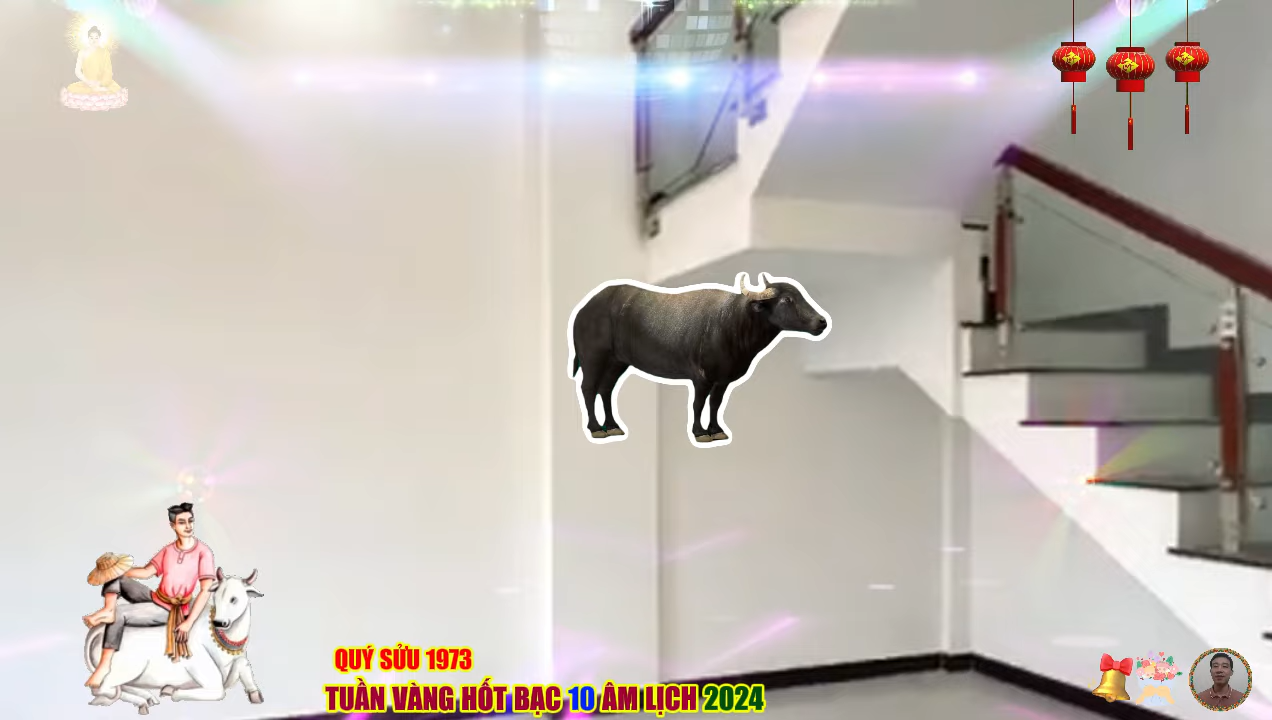 QUÝ SỬU 1973
TUẦN VÀNG HỐT BẠC 10 ÂM LỊCH 2024